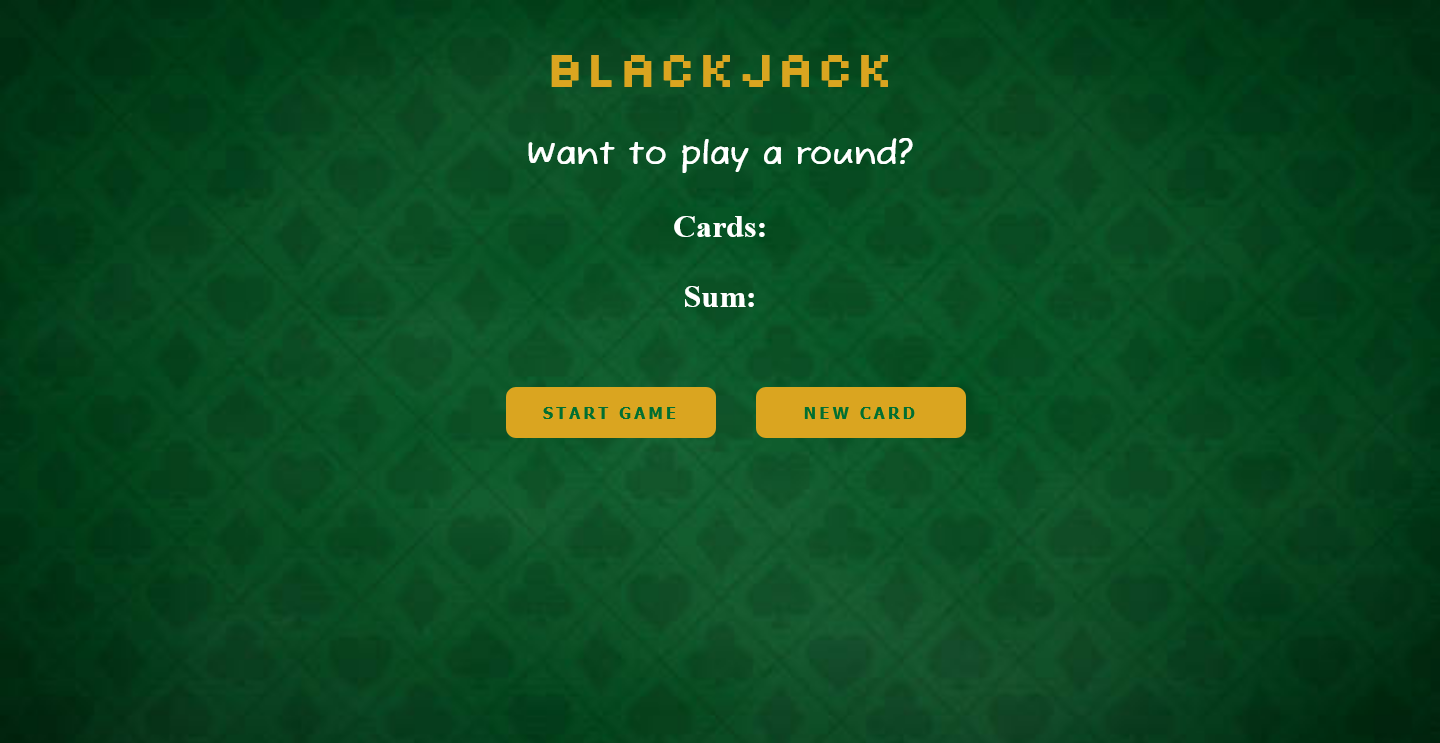 BLACKJACK
Want to play a round?
Cards:
Sum:
START GAME NEW CARD